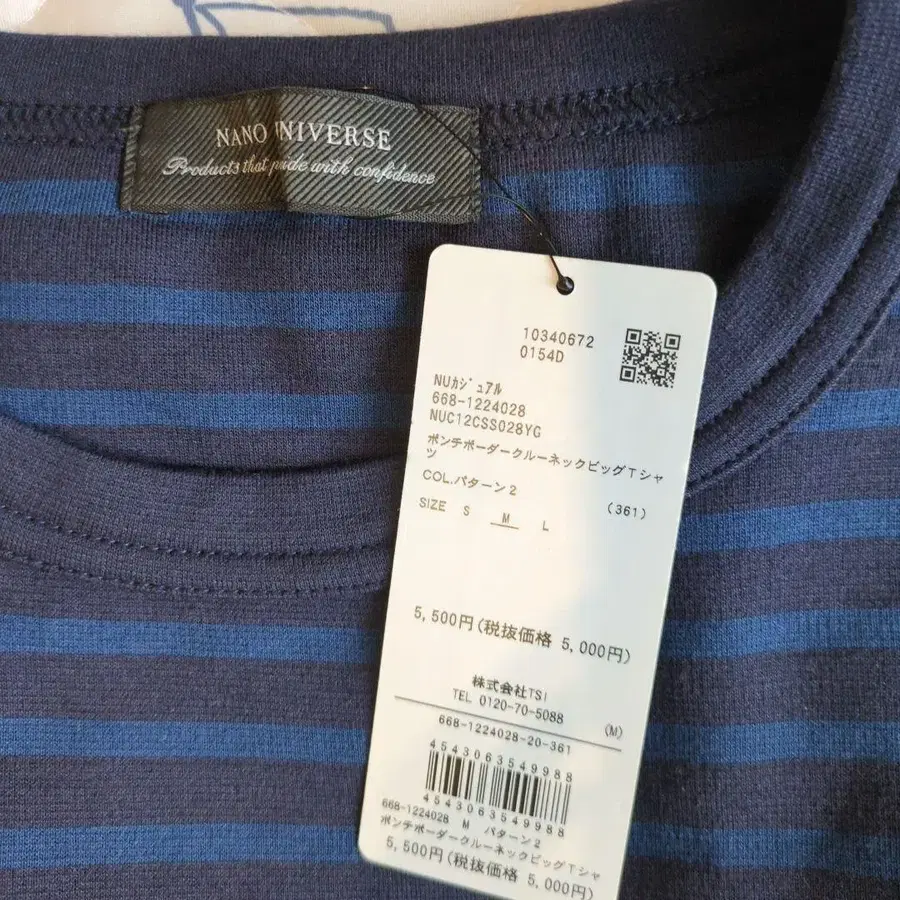 NANO UNIVERSE
Products that made with confidence
10340672
0154D
NUカジュアル
668-1224028
NUC12CSS028YG
ポンチボーダークルーネックビッグTシャ
ツ
COL.パターン2 (361)
SIZE S M L
5,500円(税抜価格 5,000円)
株式会社TSI
TEL 0120-70-5088
(M)
668-1224028-20-361
4543063549988
4543063549988
668-1224028 M パターン2
ポンチボーダークルーネックビッグTシャ
5,500円(税抜価格 5,000円)